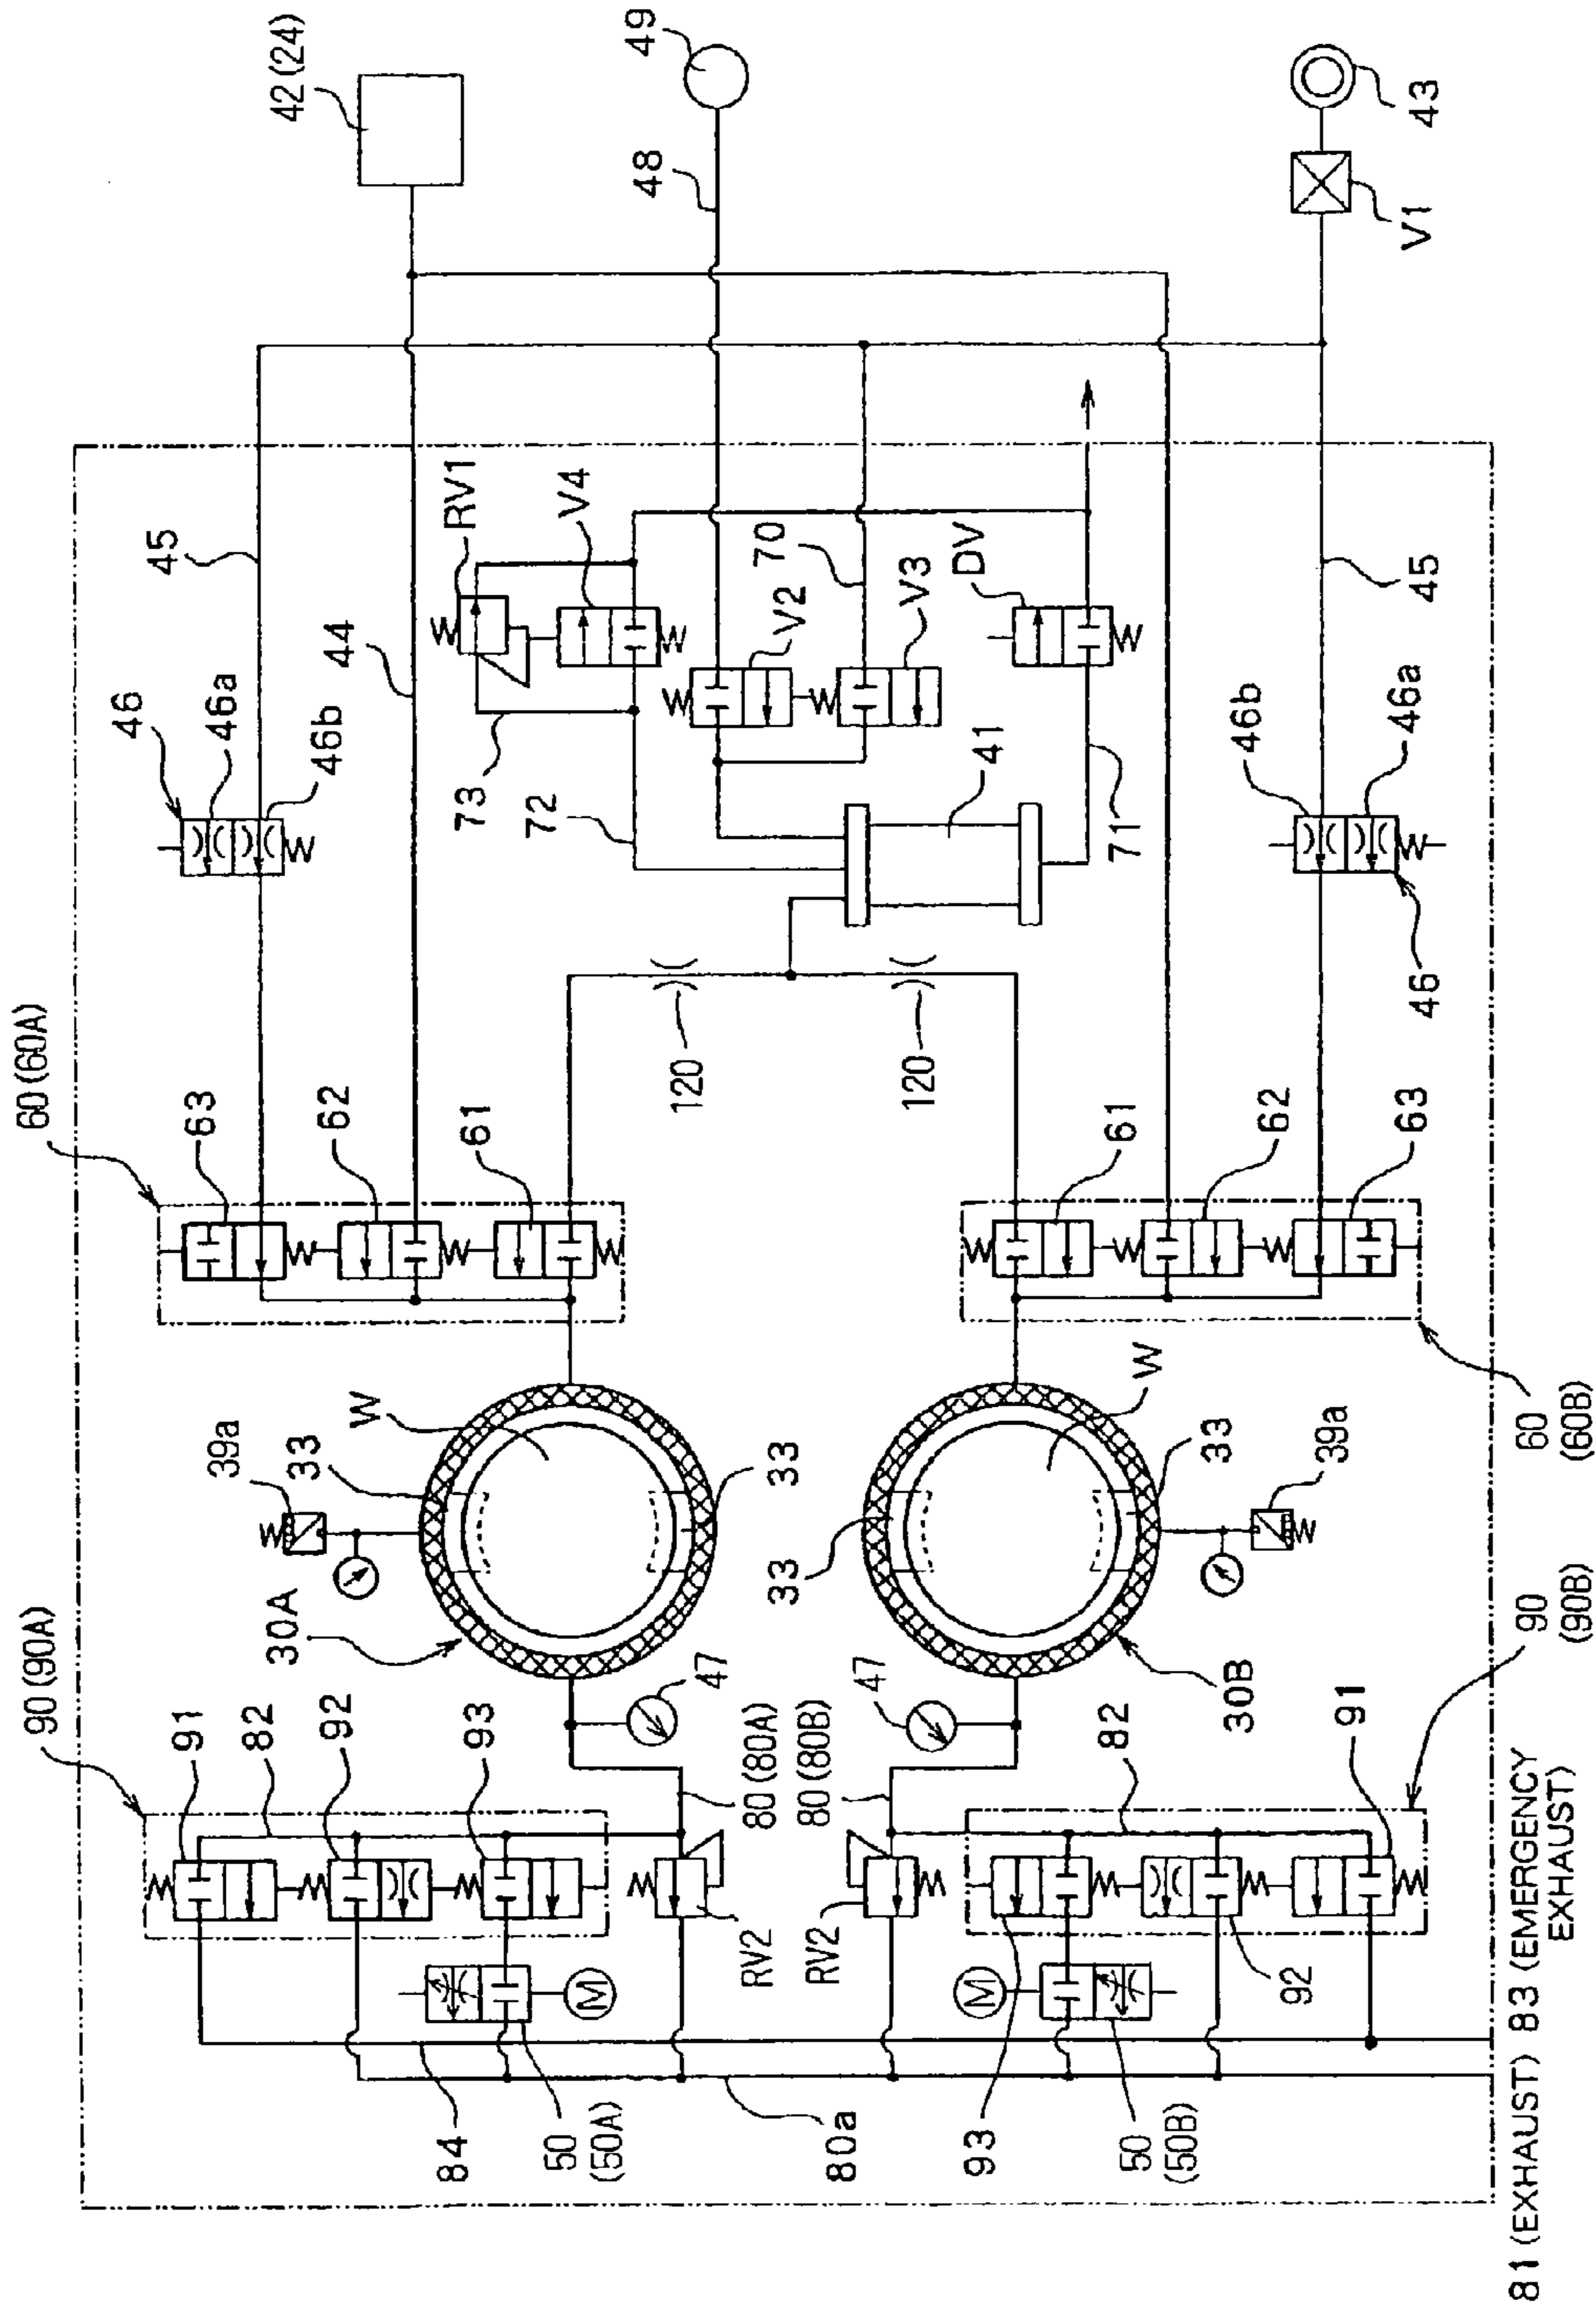 42 (24)
49
48
43
V1
RV1
V4
45
70
DV
44
V2
V3
45
46
46a
46b
73
72
41
71
46b
46a
46
60 (60A)
63
62
61
120
120
61
62
63
W
W
39a
33
33
33
33
39a
60
(60B)
30A
47
47
30B
90 (90A)
91
82
92
93
80 (80A)
80 (80B)
82
91
90
(90B)
RV2
RV2
92
84
50
(50A)
80a
93
50
(50B)
81 (EXHAUST)
83 (EMERGENCY
EXHAUST)
M
M